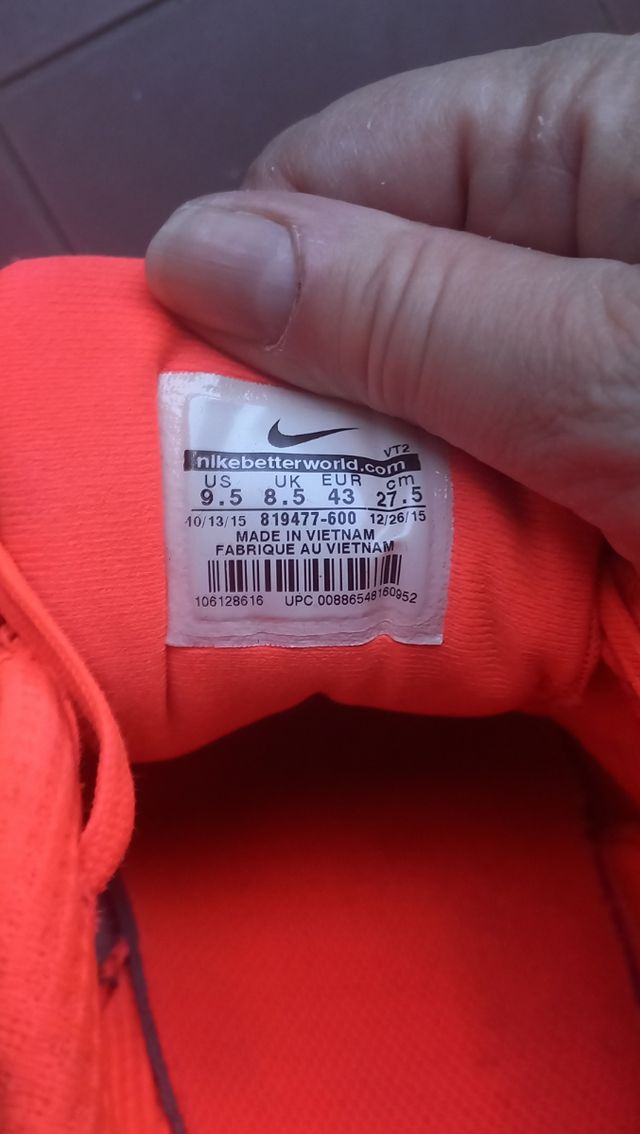 VT2
nikebetterworld.com
US UK EUR cm
9.5 8.5 43 27.5
10/13/15 819477-600 12/26/15
MADE IN VIETNAM
FABRIQUE AU VIETNAM
106128616 UPC 00886548160952